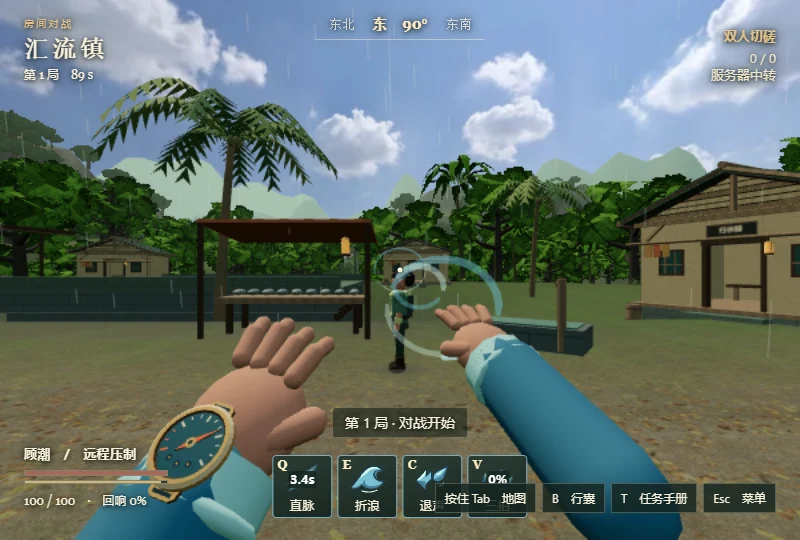 房间对战
汇流镇
第1局 89 s
东北 东 90° 东南
双人切磋
0 / 0
服务器中转
第 1 局 · 对战开始
顾潮 / 远程压制
100 / 100 · 回响 0%
Q 3.4s 直脉
E 折浪
C 退
V 0%
按住 Tab 地图
B 行囊
T 任务手册
Esc 菜单